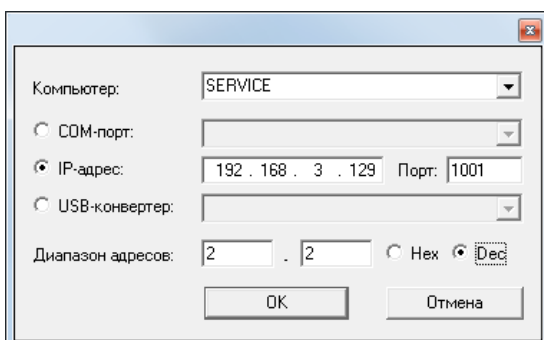 Компьютер: SERVICE
COM-порт:
IP-адрес: 192 . 168 . 3 . 129 Порт: 1001
USB-конвертер:
Диапазон адресов: 2 . 2 Hex Dec
OK Отмена